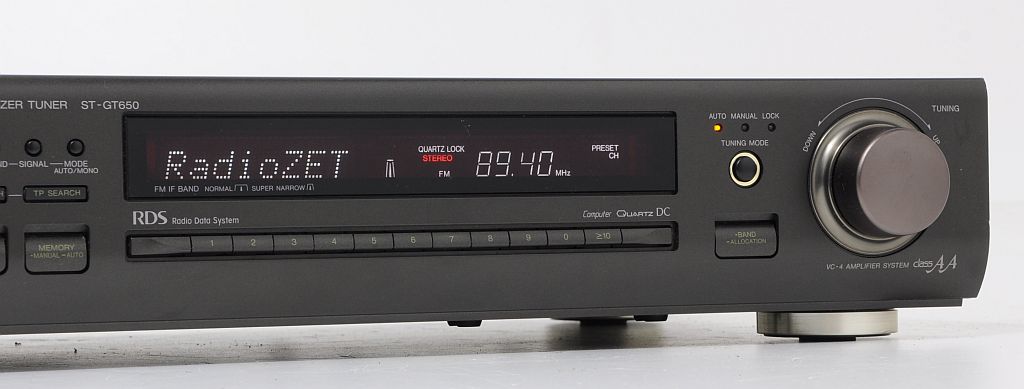 ZER TUNER ST-GT650
SIGNAL MODE
AUTO/MONO
TP SEARCH
MEMORY
-MANUAL -AUTO
RadioZET
QUARTZ LOCK
STEREO
FM
89.40 MHz
PRESET
CH
FM IF BAND NORMAL/ SUPER NARROW/
RDS Radio Data System
Computer QUARTZ DC
1 2 3 4 5 6 7 8 9 0 ≥10
AUTO MANUAL LOCK
TUNING MODE
BAND
-ALLOCATION
TUNING
DOWN UP
VC-4 AMPLIFIER SYSTEM class AA